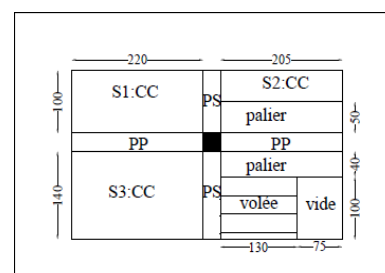 220 205
S1:CC S2:CC
100 PS palier 50
PP PP
palier 40
S3:CC PS volée vide
140 100
130 75